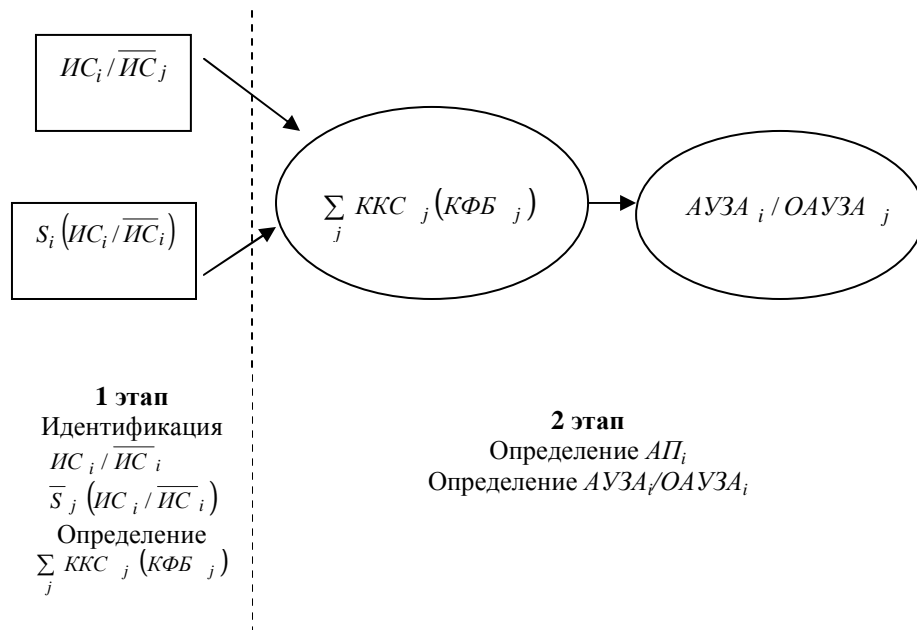 ИС_i / \overline{ИС}_j
S_i (ИС_i / \overline{ИС}_i)
∑_j ККС_j (КФБ_j)
АУЗА_i / ОАУЗА_j
1 этап
Идентификация
ИС_i / \overline{ИС}_i
\overline{S}_j (ИС_i / \overline{ИС}_i)
Определение
∑_j ККС_j (КФБ_j)
2 этап
Определение АП_i
Определение АУЗА_i/ОАУЗА_i